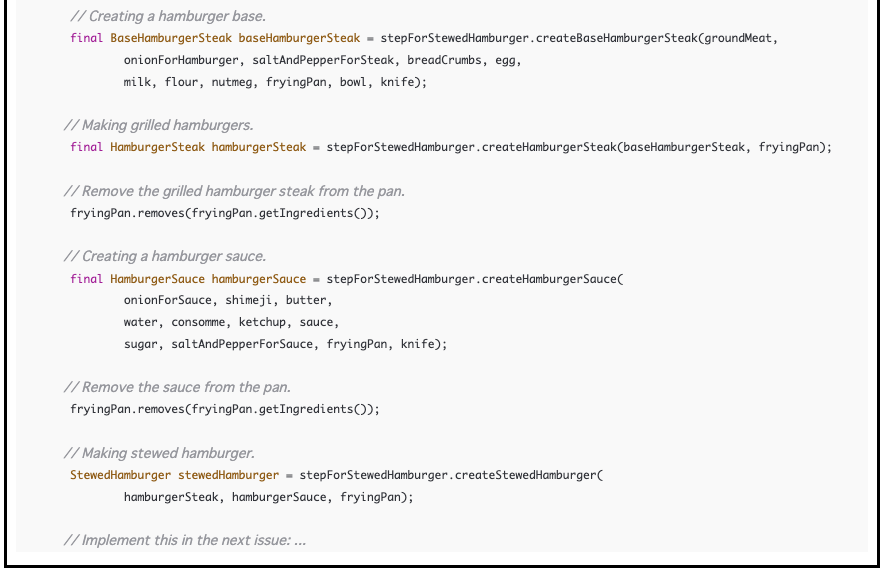 // Creating a hamburger base.
final BaseHamburgerSteak baseHamburgerSteak = stepForStewedHamburger.createBaseHamburgerSteak(groundMeat,
onionForHamburger, saltAndPepperForSteak, breadCrumbs, egg,
milk, flour, nutmeg, fryingPan, bowl, knife);
// Making grilled hamburgers.
final HamburgerSteak hamburgerSteak = stepForStewedHamburger.createHamburgerSteak(baseHamburgerSteak, fryingPan);
// Remove the grilled hamburger steak from the pan.
fryingPan.removes(fryingPan.getIngredients());
// Creating a hamburger sauce.
final HamburgerSauce hamburgerSauce = stepForStewedHamburger.createHamburgerSauce(
onionForSauce, shimeji, butter,
water, consomme, ketchup, sauce,
sugar, saltAndPepperForSauce, fryingPan, knife);
// Remove the sauce from the pan.
fryingPan.removes(fryingPan.getIngredients());
// Making stewed hamburger.
StewedHamburger stewedHamburger = stepForStewedHamburger.createStewedHamburger(
hamburgerSteak, hamburgerSauce, fryingPan);
// Implement this in the next issue: ...